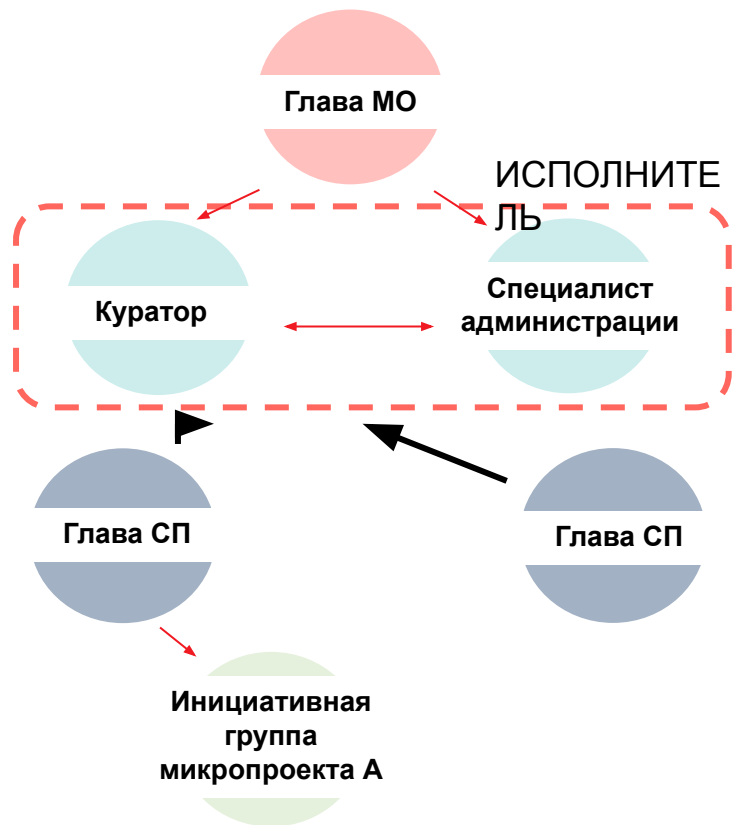 Глава МО
ИСПОЛНИТЕ
ЛЬ
Куратор
Специалист
администрации
Глава СП
Глава СП
Инициативная
группа
микропроекта А